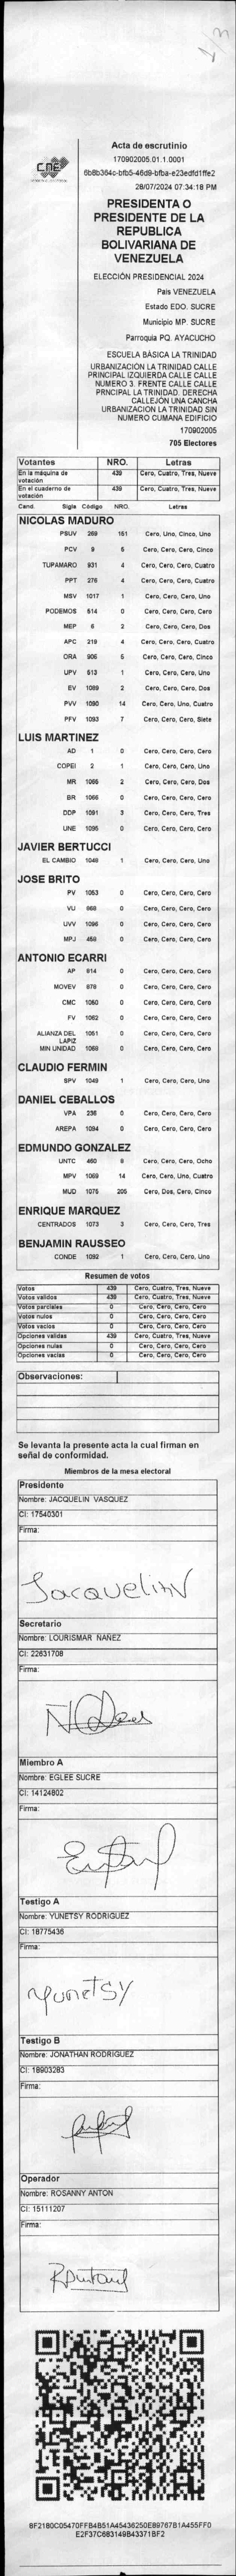 1/3
CNE
Acta de escrutinio
170902005.01.1.0001
6b8b364c-bfb5-46d9-bfba-e23edfd1ffe2
28/07/2024 07:34:18 PM
PRESIDENTA O
PRESIDENTE DE LA
REPUBLICA
BOLIVARIANA DE
VENEZUELA
ELECCIÓN PRESIDENCIAL 2024
País VENEZUELA
Estado EDO. SUCRE
Municipio MP. SUCRE
Parroquia PQ. AYACUCHO
ESCUELA BÁSICA LA TRINIDAD
URBANIZACIÓN LA TRINIDAD CALLE
PRINCIPAL IZQUIERDA CALLE CALLE
NUMERO 3. FRENTE CALLE CALLE
PRNCIPAL LA TRINIDAD. DERECHA
CALLEJÓN UNA CANCHA
URBANIZACION LA TRINIDAD SIN
NUMERO CUMANA EDIFICIO
170902005
705 Electores
Votantes NRO. Letras
En la máquina de votación 439 Cero, Cuatro, Tres, Nueve
En el cuaderno de votación 439 Cero, Cuatro, Tres, Nueve
Cand. Sigla Código NRO. Letras
NICOLAS MADURO
PSUV 269 151 Cero, Uno, Cinco, Uno
PCV 9 5 Cero, Cero, Cero, Cinco
TUPAMARO 931 4 Cero, Cero, Cero, Cuatro
PPT 276 4 Cero, Cero, Cero, Cuatro
MSV 1017 1 Cero, Cero, Cero, Uno
PODEMOS 514 0 Cero, Cero, Cero, Cero
MEP 6 2 Cero, Cero, Cero, Dos
APC 219 4 Cero, Cero, Cero, Cuatro
ORA 906 5 Cero, Cero, Cero, Cinco
UPV 513 1 Cero, Cero, Cero, Uno
EV 1089 2 Cero, Cero, Cero, Dos
PVV 1090 14 Cero, Cero, Uno, Cuatro
PFV 1093 7 Cero, Cero, Cero, Siete
LUIS MARTINEZ
AD 1 0 Cero, Cero, Cero, Cero
COPEI 2 1 Cero, Cero, Cero, Uno
MR 1065 2 Cero, Cero, Cero, Dos
BR 1066 0 Cero, Cero, Cero, Cero
DDP 1091 3 Cero, Cero, Cero, Tres
UNE 1095 0 Cero, Cero, Cero, Cero
JAVIER BERTUCCI
EL CAMBIO 1048 1 Cero, Cero, Cero, Uno
JOSE BRITO
PV 1053 0 Cero, Cero, Cero, Cero
VU 868 0 Cero, Cero, Cero, Cero
UVV 1096 0 Cero, Cero, Cero, Cero
MPJ 458 0 Cero, Cero, Cero, Cero
ANTONIO ECARRI
AP 914 0 Cero, Cero, Cero, Cero
MOVEV 879 0 Cero, Cero, Cero, Cero
CMC 1050 0 Cero, Cero, Cero, Cero
FV 1052 0 Cero, Cero, Cero, Cero
ALIANZA DEL LAPIZ 1051 0 Cero, Cero, Cero, Cero
MIN UNIDAD 1069 0 Cero, Cero, Cero, Cero
CLAUDIO FERMIN
SPV 1049 1 Cero, Cero, Cero, Uno
DANIEL CEBALLOS
VPA 236 0 Cero, Cero, Cero, Cero
AREPA 1094 0 Cero, Cero, Cero, Cero
EDMUNDO GONZALEZ
UNTC 460 8 Cero, Cero, Cero, Ocho
MPV 1069 14 Cero, Cero, Uno, Cuatro
MUD 1075 205 Cero, Dos, Cero, Cinco
ENRIQUE MARQUEZ
CENTRADOS 1073 3 Cero, Cero, Cero, Tres
BENJAMIN RAUSSEO
CONDE 1092 1 Cero, Cero, Cero, Uno
Resumen de votos
Votos 439 Cero, Cuatro, Tres, Nueve
Votos validos 439 Cero, Cuatro, Tres, Nueve
Votos parciales 0 Cero, Cero, Cero, Cero
Votos nulos 0 Cero, Cero, Cero, Cero
Votos vacíos 0 Cero, Cero, Cero, Cero
Opciones validas 439 Cero, Cuatro, Tres, Nueve
Opciones nulas 0 Cero, Cero, Cero, Cero
Opciones vacías 0 Cero, Cero, Cero, Cero
Observaciones:
Se levanta la presente acta la cual firman en
señal de conformidad.
Miembros de la mesa electoral
Presidente
Nombre: JACQUELIN VASQUEZ
CI: 17540301
Firma:
Jacquelin V
Secretario
Nombre: LOURISMAR NAÑEZ
CI: 22631708
Firma:
Miembro A
Nombre: EGLEE SUCRE
CI: 14124802
Firma:
Testigo A
Nombre: YUNETSY RODRIGUEZ
CI: 18775436
Firma:
Yunetsy
Testigo B
Nombre: JONATHAN RODRIGUEZ
CI: 18903283
Firma:
Operador
Nombre: ROSANNY ANTON
CI: 15111207
Firma:
8F2180C05470FFB4B51A45436250E89767B1A455FF0
E2F37C683149B43371BF2